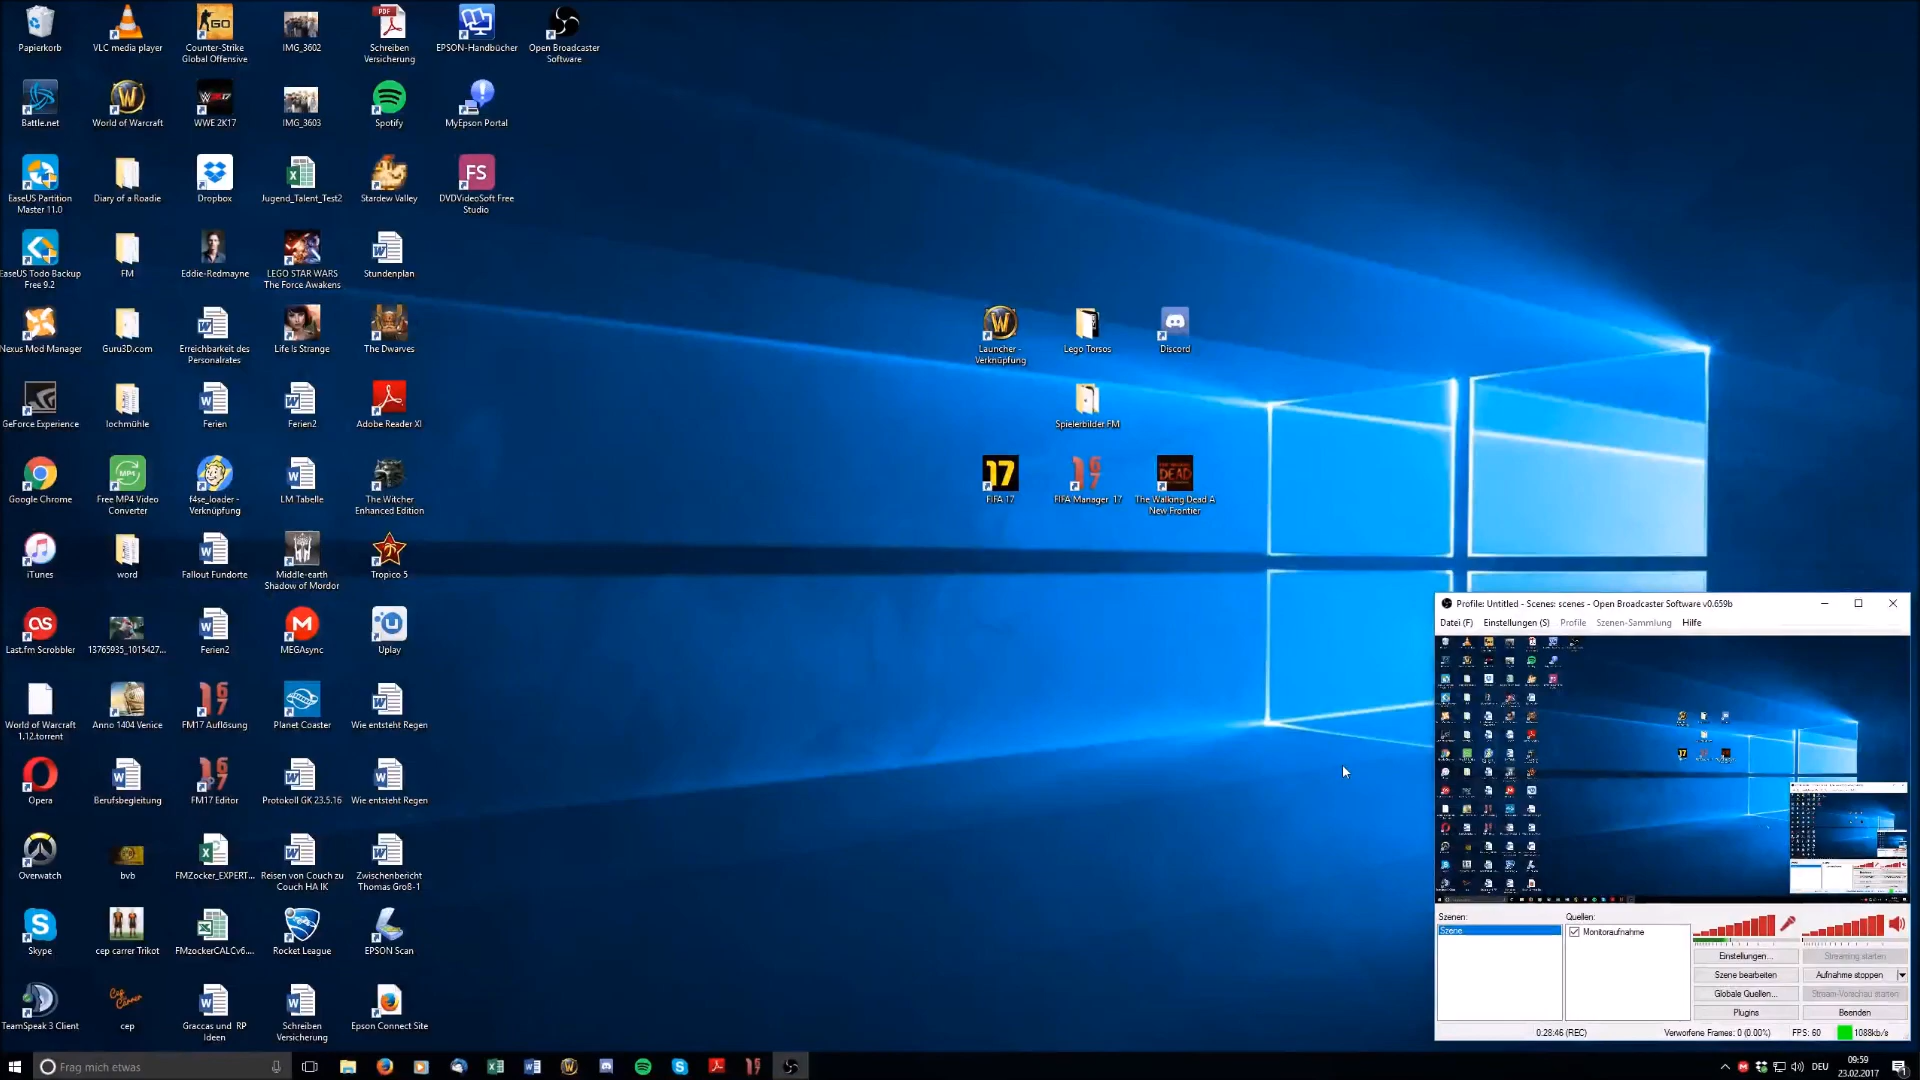 Papierkorb
VLC media player
Counter-Strike
Global Offensive
IMG_3602
Schreiben
Versicherung
EPSON-Handbücher
Open Broadcaster
Software
Battle.net
World of Warcraft
WWE 2K17
IMG_3603
Spotify
MyEpson Portal
EaseUS Partition
Master 11.0
Diary of a Roadie
Dropbox
Jugend_Talent_Test2
Stardew Valley
DVDVideoSoft Free
Studio
EaseUS Todo Backup
Free 9.2
FM
Eddie-Redmayne
LEGO STAR WARS
The Force Awakens
Stundenplan
Nexus Mod Manager
Guru3D.com
Erreichbarkeit des
Personalrates
Life Is Strange
The Dwarves
Launcher -
Verknüpfung
Lego Torsos
Discord
GeForce Experience
lochmühle
Ferien
Ferien2
Adobe Reader XI
Spielerbilder FM
Google Chrome
Free MP4 Video
Converter
f4se_loader -
Verknüpfung
LM Tabelle
The Witcher
Enhanced Edition
FIFA 17
FIFA Manager 17
The Walking Dead A
New Frontier
iTunes
word
Fallout Fundorte
Middle-earth
Shadow of Mordor
Tropico 5
Last.fm Scrobbler
13765935_1015427...
Ferien2
MEGAsync
Uplay
World of Warcraft
1.12.torrent
Anno 1404 Venice
FM17 Auflösung
Planet Coaster
Wie entsteht Regen
Opera
Berufsbegleitung
FM17 Editor
Protokoll GK 23.5.16
Wie entsteht Regen
Overwatch
bvb
FMZocker_EXPERT...
Reisen von Couch zu
Couch HA IK
Zwischenbericht
Thomas Groß-1
Skype
cep carrer Trikot
FMzockerCALCv6....
Rocket League
EPSON Scan
TeamSpeak 3 Client
cep
Graccas und RP
Ideen
Schreiben
Versicherung
Epson Connect Site
Profile: Untitled - Scenes: scenes - Open Broadcaster Software v0.659b
Datei (F) Einstellungen (S) Profile Szenen-Sammlung Hilfe
Szenen:
Szene
Quellen:
Monitoraufnahme
Einstellungen...
Streaming starten
Szene bearbeiten
Aufnahme stoppen
Globale Quellen...
Stream-Vorschau starten
Plugins
Beenden
0:28:46 (REC)
Verworfene Frames: 0 (0.00%)
FPS: 60
1088kb/s
Frag mich etwas
DEU
09:59
23.02.2017